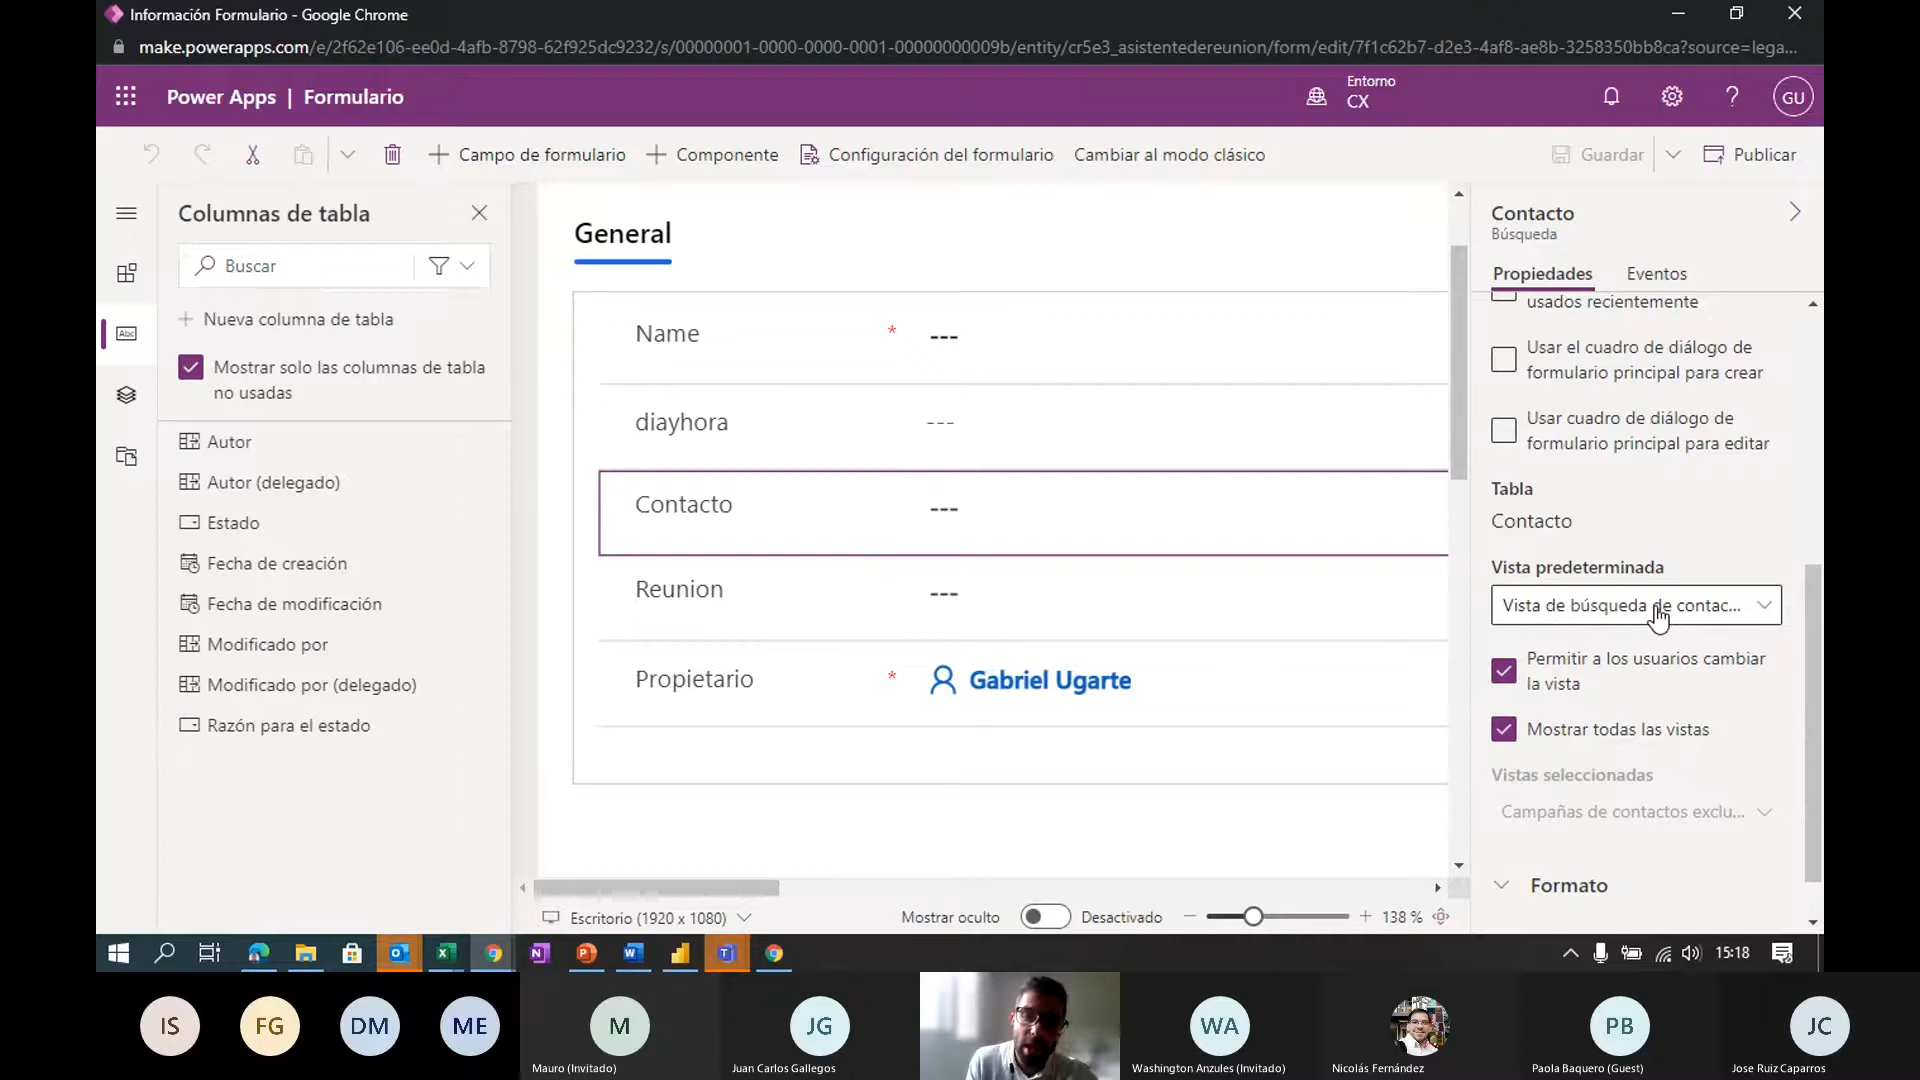 Información Formulario - Google Chrome
make.powerapps.com/e/2f62e106-ee0d-4afb-8798-62f925dc9232/s/00000001-0000-0000-0001-00000000009b/entity/cr5e3_asistentedereunion/form/edit/7f1c62b7-d2e3-4af8-ae8b-3258350bb8ca?source=lega...
Power Apps | Formulario
Entorno
CX
GU
Campo de formulario
Componente
Configuración del formulario
Cambiar al modo clásico
Guardar
Publicar
Columnas de tabla
Buscar
Nueva columna de tabla
Mostrar solo las columnas de tabla
no usadas
Abc
Autor
Autor (delegado)
Estado
Fecha de creación
Fecha de modificación
Modificado por
Modificado por (delegado)
Razón para el estado
General
Name * ---
diayhora ---
Contacto ---
Reunion ---
Propietario * Gabriel Ugarte
Escritorio (1920 x 1080)
Mostrar oculto
Desactivado
138 %
Contacto
Búsqueda
Propiedades
Eventos
usados recientemente
Usar el cuadro de diálogo de
formulario principal para crear
Usar cuadro de diálogo de
formulario principal para editar
Tabla
Contacto
Vista predeterminada
Vista de búsqueda de contac...
Permitir a los usuarios cambiar
la vista
Mostrar todas las vistas
Vistas seleccionadas
Campañas de contactos exclu...
Formato
15:18
IS
FG
DM
ME
M
Mauro (Invitado)
JG
Juan Carlos Gallegos
WA
Washington Anzules (Invitado)
Nicolás Fernández
PB
Paola Baquero (Guest)
JC
Jose Ruiz Caparros